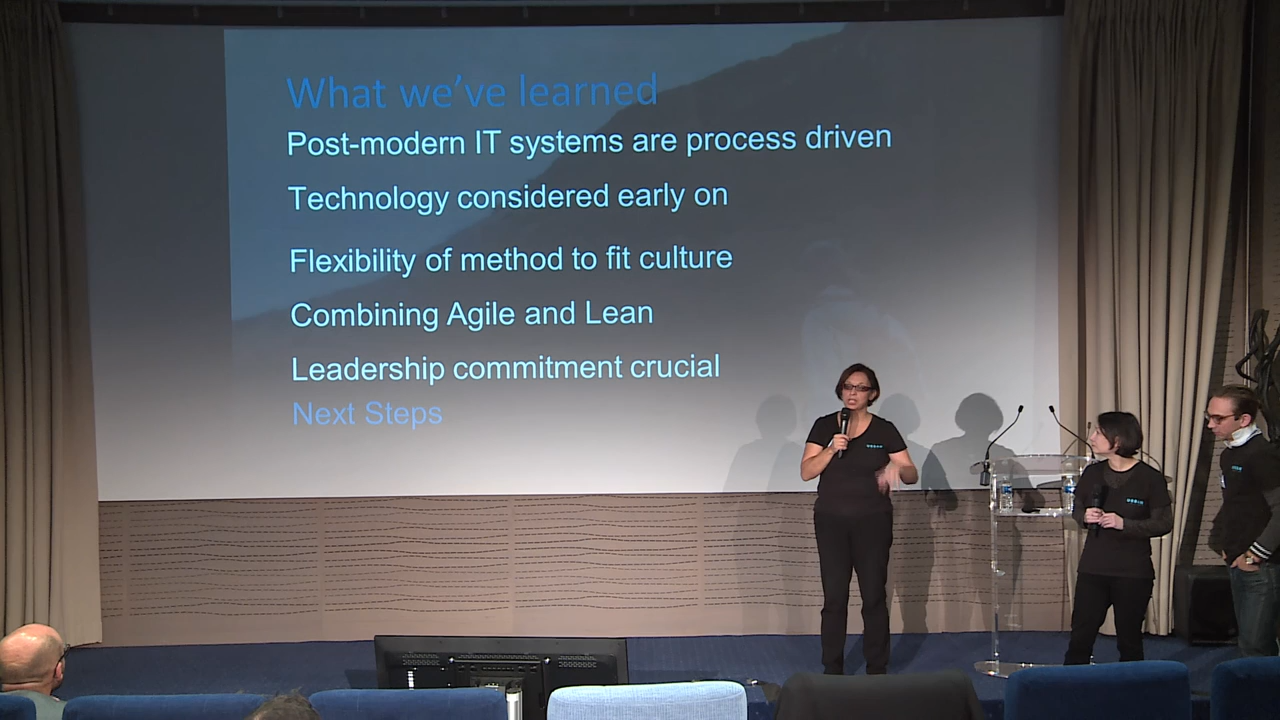 What we've learned
Post-modern IT systems are process driven
Technology considered early on
Flexibility of method to fit culture
Combining Agile and Lean
Leadership commitment crucial
Next Steps